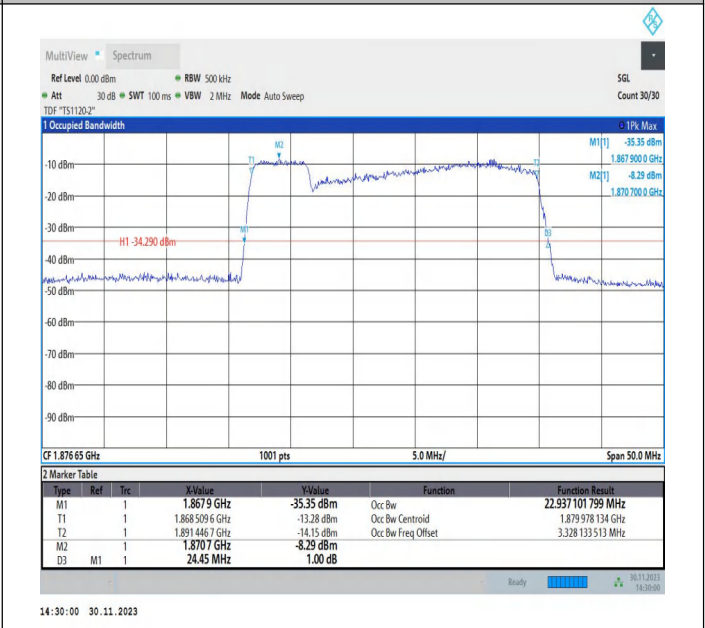 R S
MultiView Spectrum
Ref Level 0.00 dBm RBW 500 kHz SGL
Att 30 dB SWT 100 ms VBW 2 MHz Mode Auto Sweep Count 30/30
TDF "TS1120-2"
1 Occupied Bandwidth 1Pk Max
M1[1] -35.35 dBm
1.867 900 0 GHz
M2[1] -8.29 dBm
1.870 700 0 GHz
M2
T1
T2
-10 dBm
-20 dBm
-30 dBm
M1
D3
H1 -34.290 dBm
-40 dBm
-50 dBm
-60 dBm
-70 dBm
-80 dBm
-90 dBm
CF 1.876 65 GHz 1001 pts 5.0 MHz/ Span 50.0 MHz
2 Marker Table
Type Ref Trc X-Value Y-Value Function Function Result
M1 1 1.867 9 GHz -35.35 dBm Occ Bw 22.937 101 799 MHz
T1 1 1.868 509 6 GHz -13.28 dBm Occ Bw Centroid 1.879 978 134 GHz
T2 1 1.891 446 7 GHz -14.15 dBm Occ Bw Freq Offset 3.328 133 513 MHz
M2 1 1.870 7 GHz -8.29 dBm
D3 M1 1 24.45 MHz 1.00 dB
Ready 30.11.2023
14:30:00
14:30:00 30.11.2023